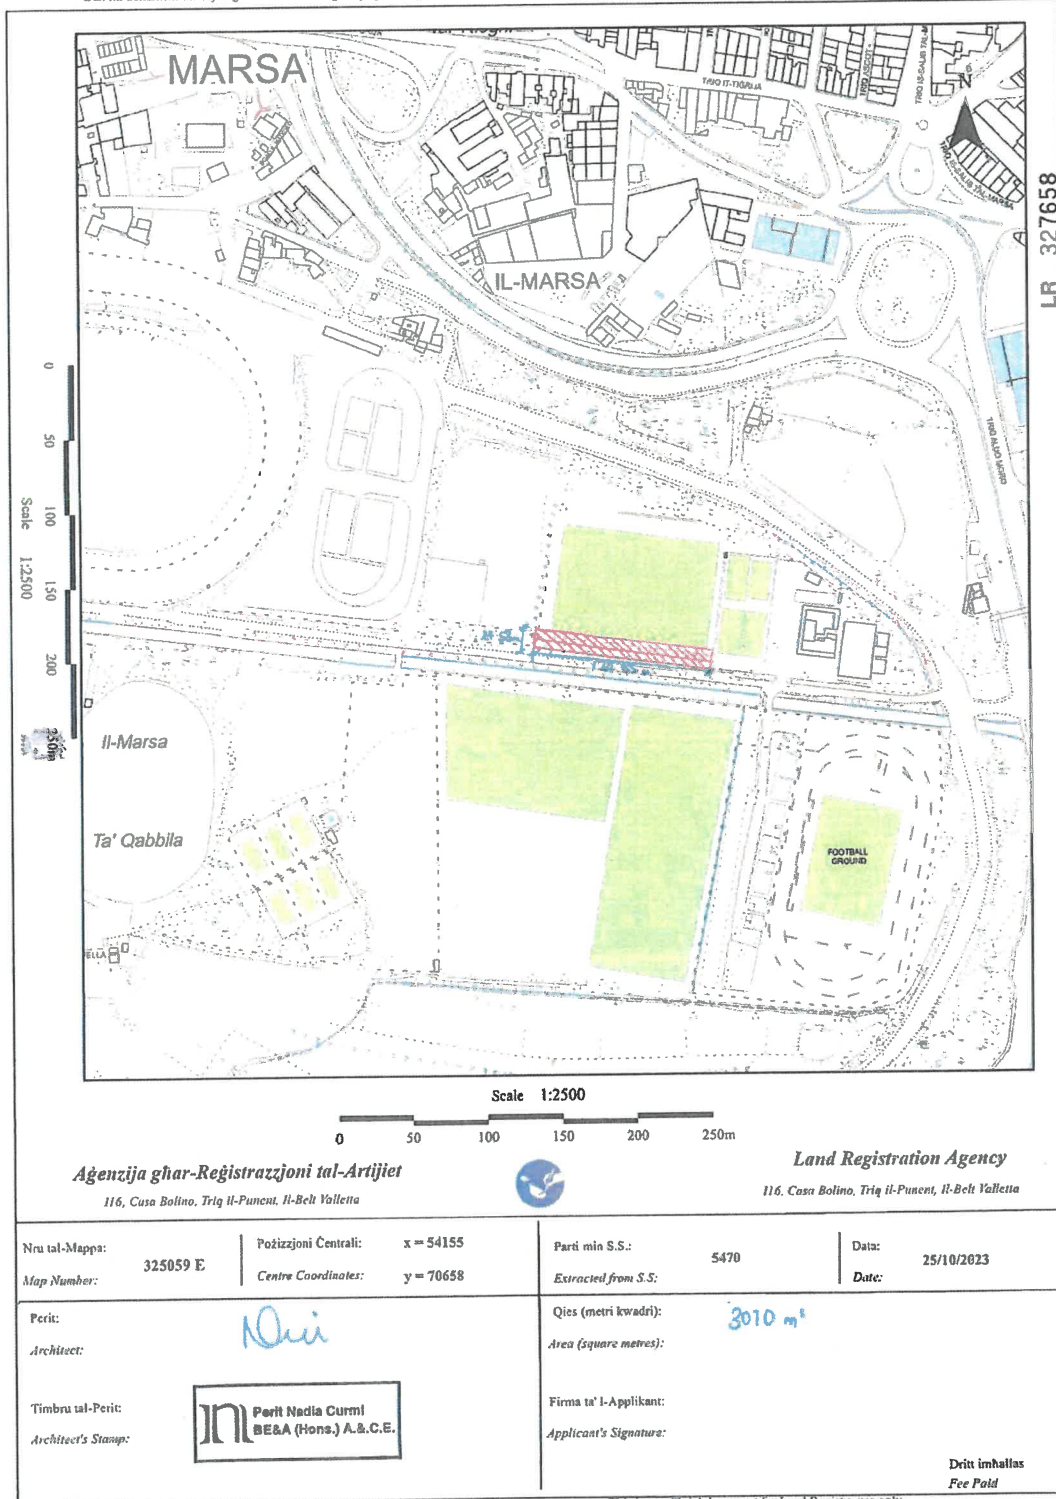 MARSA
TRIQ IT-TIĠRIJA
TRIQ ASCOT
N
LR 327658
IL-MARSA
0 50 100 150 200 250m
Scale 1:2500
Il-Marsa
Ta' Qabbila
FOOTBALL
GROUND
Scale 1:2500
0 50 100 150 200 250m
Aġenzija għar-Reġistrazzjoni tal-Artijiet
116, Casa Bolino, Triq il-Punent, Il-Belt Valletta
Land Registration Agency
116, Casa Bolino, Triq il-Punent, Il-Belt Valletta
Nru tal-Mappa:
Map Number:
325059 E
Pożizzjoni Ċentrali: x = 54155
Centre Coordinates: y = 70658
Parti min S.S.:
Extracted from S.S:
5470
Data:
Date:
25/10/2023
Perit:
Architect:
Qies (metri kwadri):
Area (square metres):
3010 m²
Timbru tal-Perit:
Architect's Stamp:
Perit Nadia Curmi
BE&A (Hons.) A.&C.E.
Firma ta' l-Applikant:
Applicant's Signature:
Dritt imħallas
Fee Paid